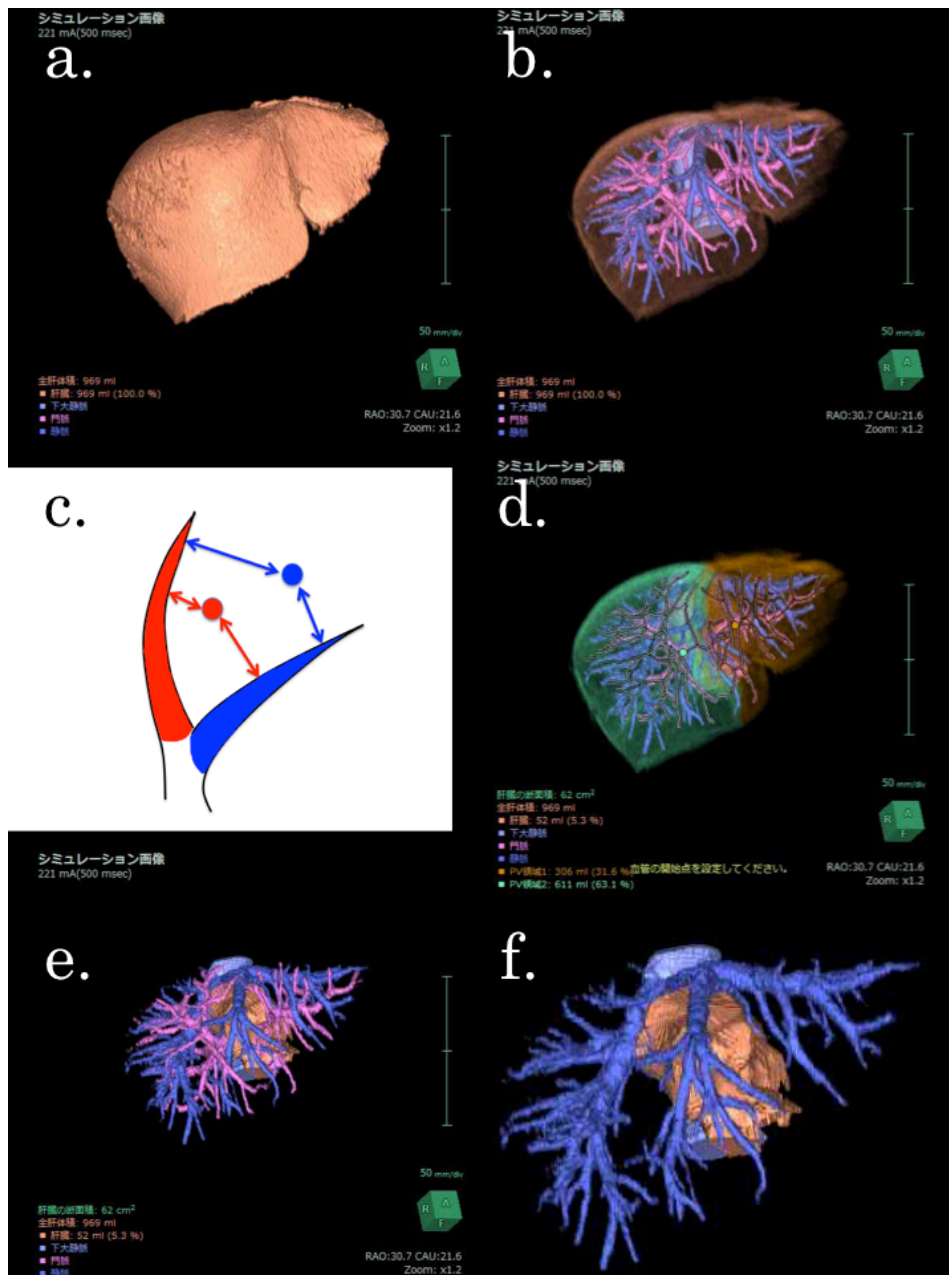 シミュレーション画像
221 mA(500 msec)
a.
50 mm/div
R A
F
全肝体積: 969 ml
■ 肝臓: 969 ml (100.0 %)
■ 下大静脈
■ 門脈
■ 静脈
RAO:30.7 CAU:21.6
Zoom: x1.2
シミュレーション画像
221 mA(500 msec)
b.
50 mm/div
R A
F
全肝体積: 969 ml
■ 肝臓: 969 ml (100.0 %)
■ 下大静脈
■ 門脈
■ 静脈
RAO:30.7 CAU:21.6
Zoom: x1.2
c.
シミュレーション画像
221 mA(500 msec)
d.
50 mm/div
R A
F
肝臓の断面積: 62 cm²
全肝体積: 969 ml
■ 肝臓: 52 ml (5.3 %)
■ 下大静脈
■ 門脈
■ 静脈
■ PV領域1: 306 ml (31.6 %)
■ PV領域2: 611 ml (63.1 %)
血管の開始点を設定してください。
RAO:30.7 CAU:21.6
Zoom: x1.2
シミュレーション画像
221 mA(500 msec)
e.
50 mm/div
R A
F
肝臓の断面積: 62 cm²
全肝体積: 969 ml
■ 肝臓: 52 ml (5.3 %)
■ 下大静脈
■ 門脈
■ 静脈
RAO:30.7 CAU:21.6
Zoom: x1.2
f.